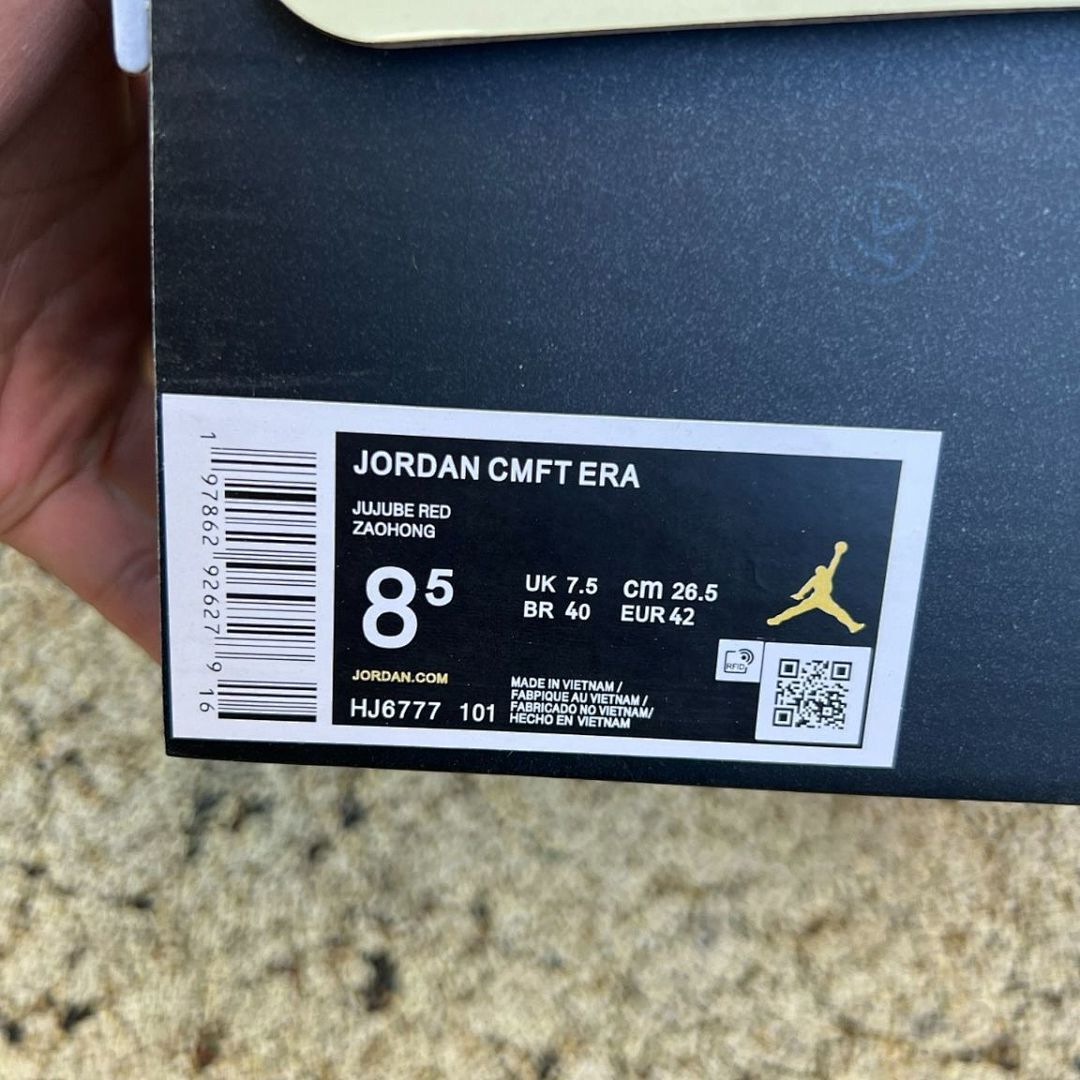 JORDAN CMFT ERA
JUJUBE RED
ZAOHONG
8⁵
UK 7.5 cm 26.5
BR 40 EUR 42
JORDAN.COM
HJ6777 101
MADE IN VIETNAM /
FABRIQUE AU VIETNAM /
FABRICADO NO VIETNAM/
HECHO EN VIETNAM
RFID
1 97862 92627 9 16